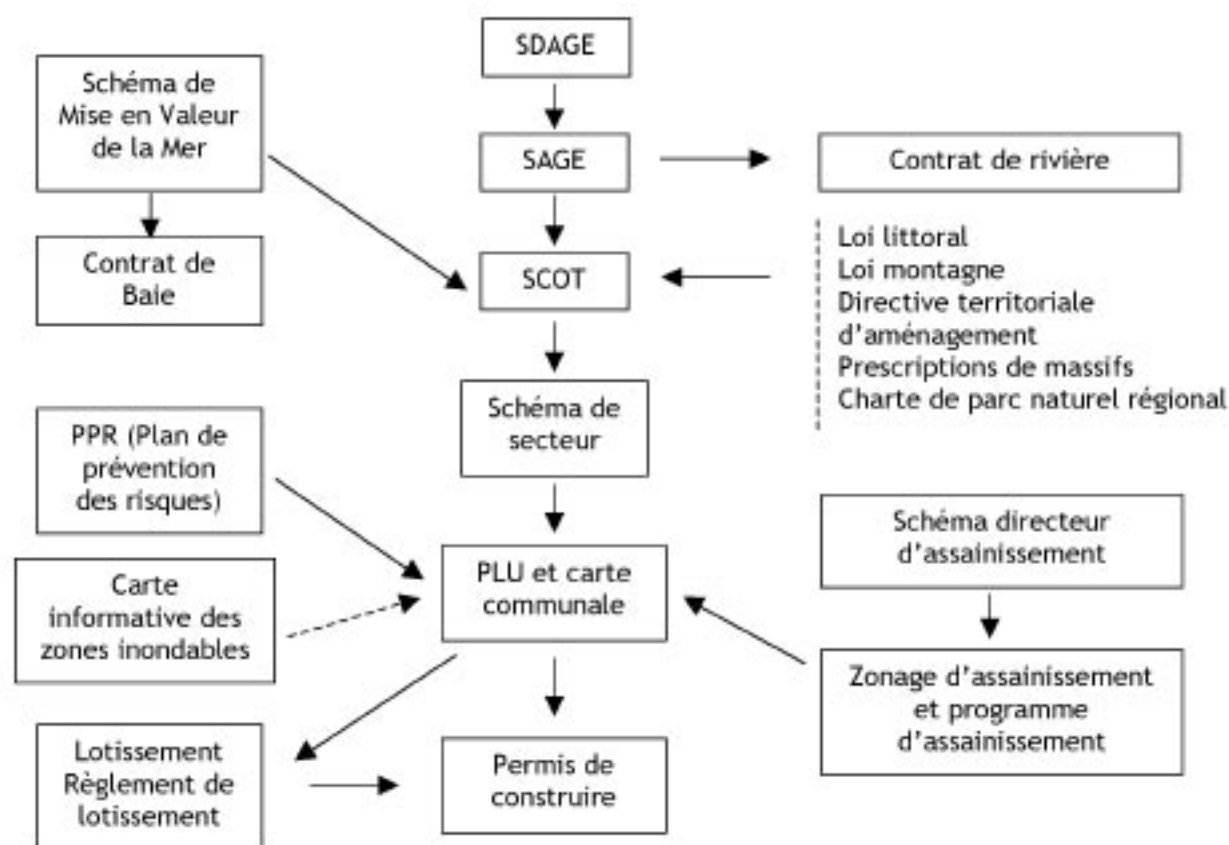 SDAGE
Schéma de
Mise en Valeur
de la Mer
SAGE
Contrat de rivière
Contrat de
Baie
SCOT
Loi littoral
Loi montagne
Directive territoriale
d'aménagement
Prescriptions de massifs
Charte de parc naturel régional
Schéma de
secteur
PPR (Plan de
prévention
des risques)
Schéma directeur
d'assainissement
PLU et carte
communale
Carte
informative des
zones inondables
Zonage d'assainissement
et programme
d'assainissement
Lotissement
Règlement de
lotissement
Permis de
construire